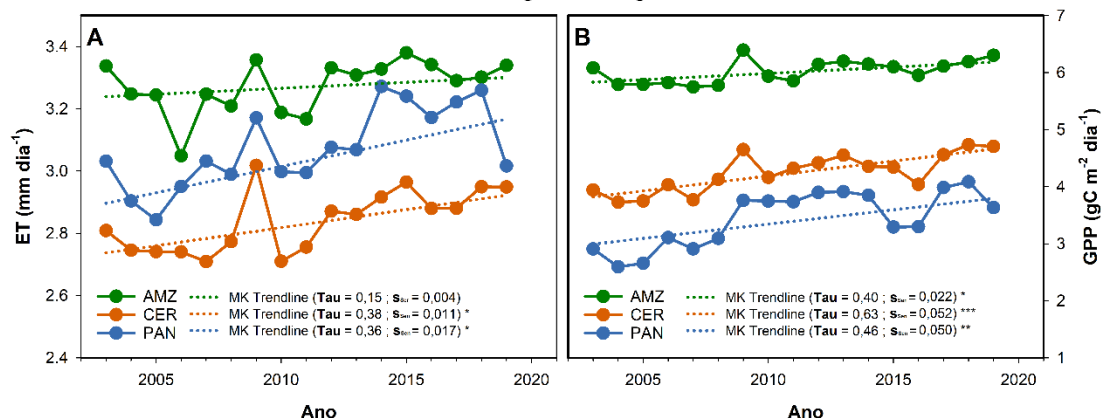 A
B
3.4
3.2
3.0
2.8
2.6
2.4
ET (mm dia⁻¹)
7
6
5
4
3
2
1
GPP (gC m⁻² dia⁻¹)
AMZ MK Trendline (Tau = 0,15 ; sSen = 0,004)
CER MK Trendline (Tau = 0,38 ; sSen = 0,011) *
PAN MK Trendline (Tau = 0,36 ; sSen = 0,017) *
AMZ MK Trendline (Tau = 0,40 ; sSen = 0,022) *
CER MK Trendline (Tau = 0,63 ; sSen = 0,052) ***
PAN MK Trendline (Tau = 0,46 ; sSen = 0,050) **
2005 2010 2015 2020
2005 2010 2015 2020
Ano
Ano